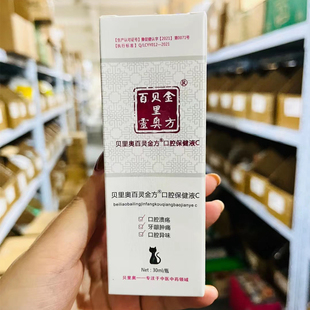 百贝金
里
灵奥方
®
贝里奥百灵金方®口腔保健液C
贝里奥百灵金方®口腔保健液C
beiliaobailingjinfangkouqiangbaojianye c
口腔溃疡
牙龈肿痛
口腔异味
Net：30ml/瓶